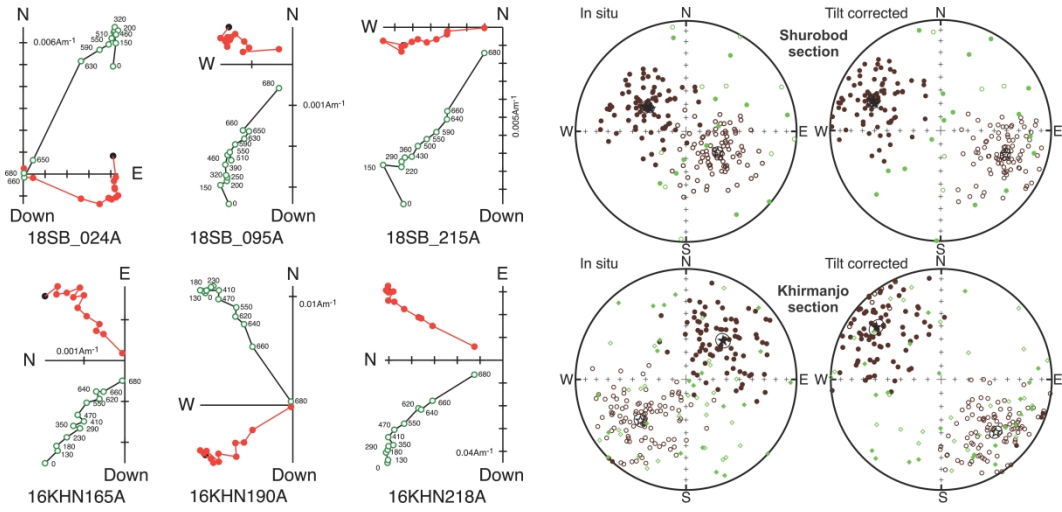 N
320
200
460
150
550
590
510
630
0
0.006Am⁻¹
650
680
660
E
Down
18SB_024A
N
W
680
0.001Am⁻¹
660
650
630
590
550
460
510
390
320
250
150
200
0
Down
18SB_095A
N
W
680
0.005Am⁻¹
660
640
590
550
500
360
430
290
150
220
0
Down
18SB_215A
E
0.001Am⁻¹
N
680
640
660
620
550
470
410
350
290
230
180
130
0
Down
16KHN165A
N
230
180
410
130
0
470
0.01Am⁻¹
550
620
640
660
W
680
Down
16KHN190A
E
N
680
660
620
640
550
470
410
350
290
180
230
130
0
0.04Am⁻¹
Down
16KHN218A
In situ
N
W
E
S
Shurobod
section
Tilt corrected
N
W
E
S
In situ
N
W
E
S
Khirmanjo
section
Tilt corrected
N
W
E
S